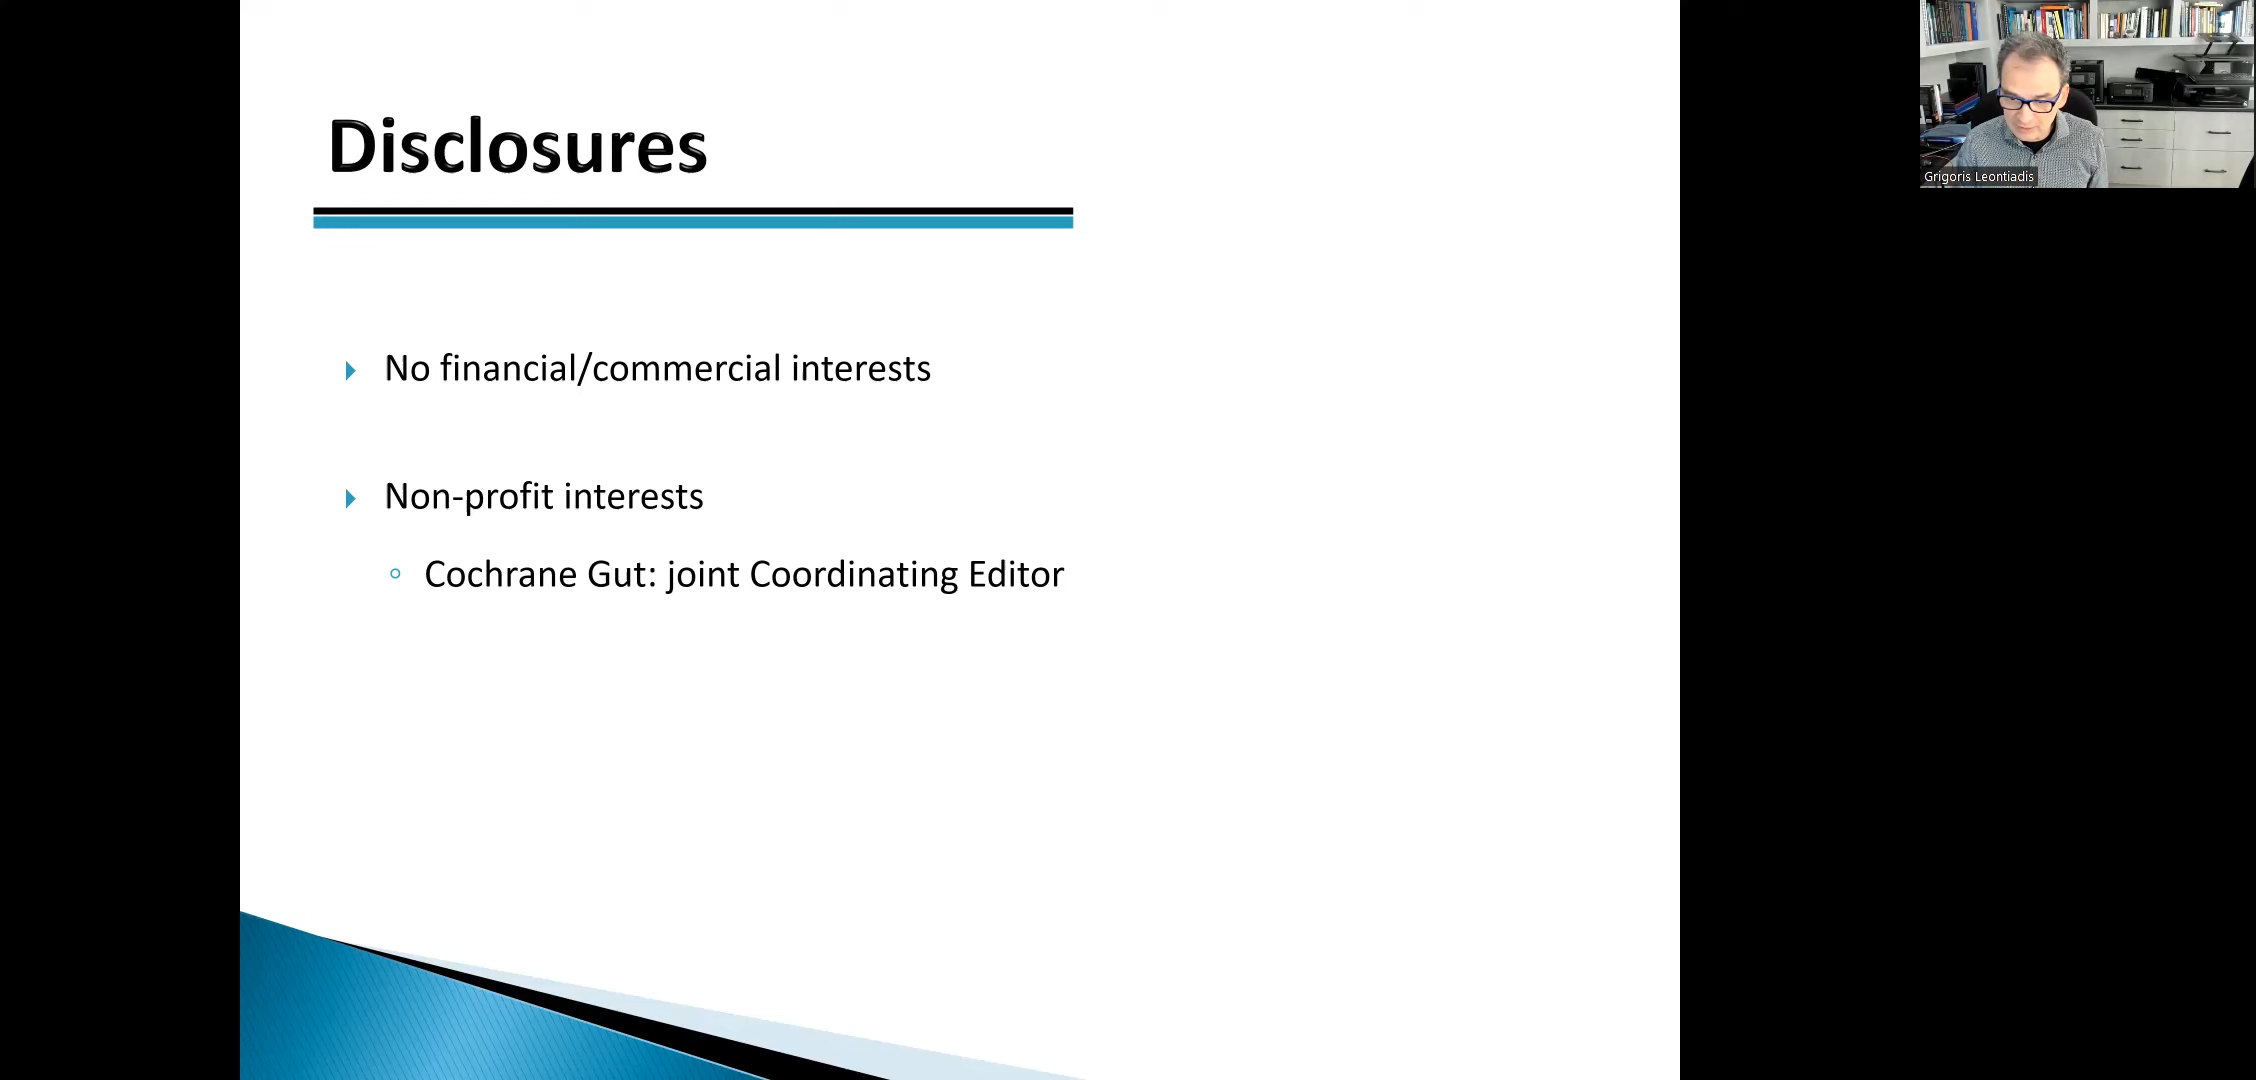 Disclosures
No financial/commercial interests
Non-profit interests
Cochrane Gut: joint Coordinating Editor
Grigoris Leontiadis